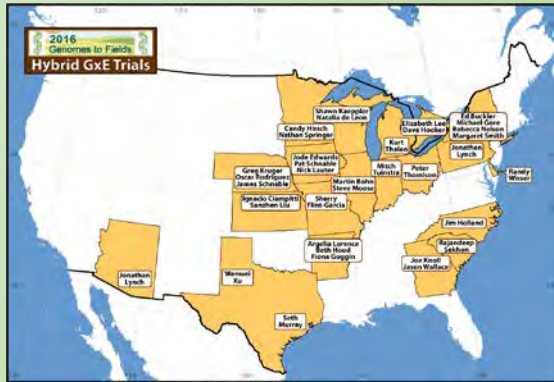 2016
Genomes to Fields
Hybrid GxE Trials
Shawn Kaeppler
Natalia de Leon
Candy Hirsch
Nathan Springer
Elizabeth Lee
Dave Hooker
Ed Buckler
Michael Gore
Rebecca Nelson
Margaret Smith
Kurt
Thelen
Jonathan
Lynch
Jode Edwards
Pat Schnable
Nick Lauter
Greg Kruger
Oscar Rodriguez
James Schnable
Mitch
Tuinstra
Peter
Thomison
Martin Bohn
Steve Moose
Randy
Wisser
Ignacio Ciampitti
Sanzhen Liu
Sherry
Flint-Garcia
Jim Holland
Rajandeep
Sekhon
Argelia Lorence
Beth Hood
Fiona Goggin
Joe Knoll
Jason Wallace
Jonathan
Lynch
Wenwei
Xu
Seth
Murray